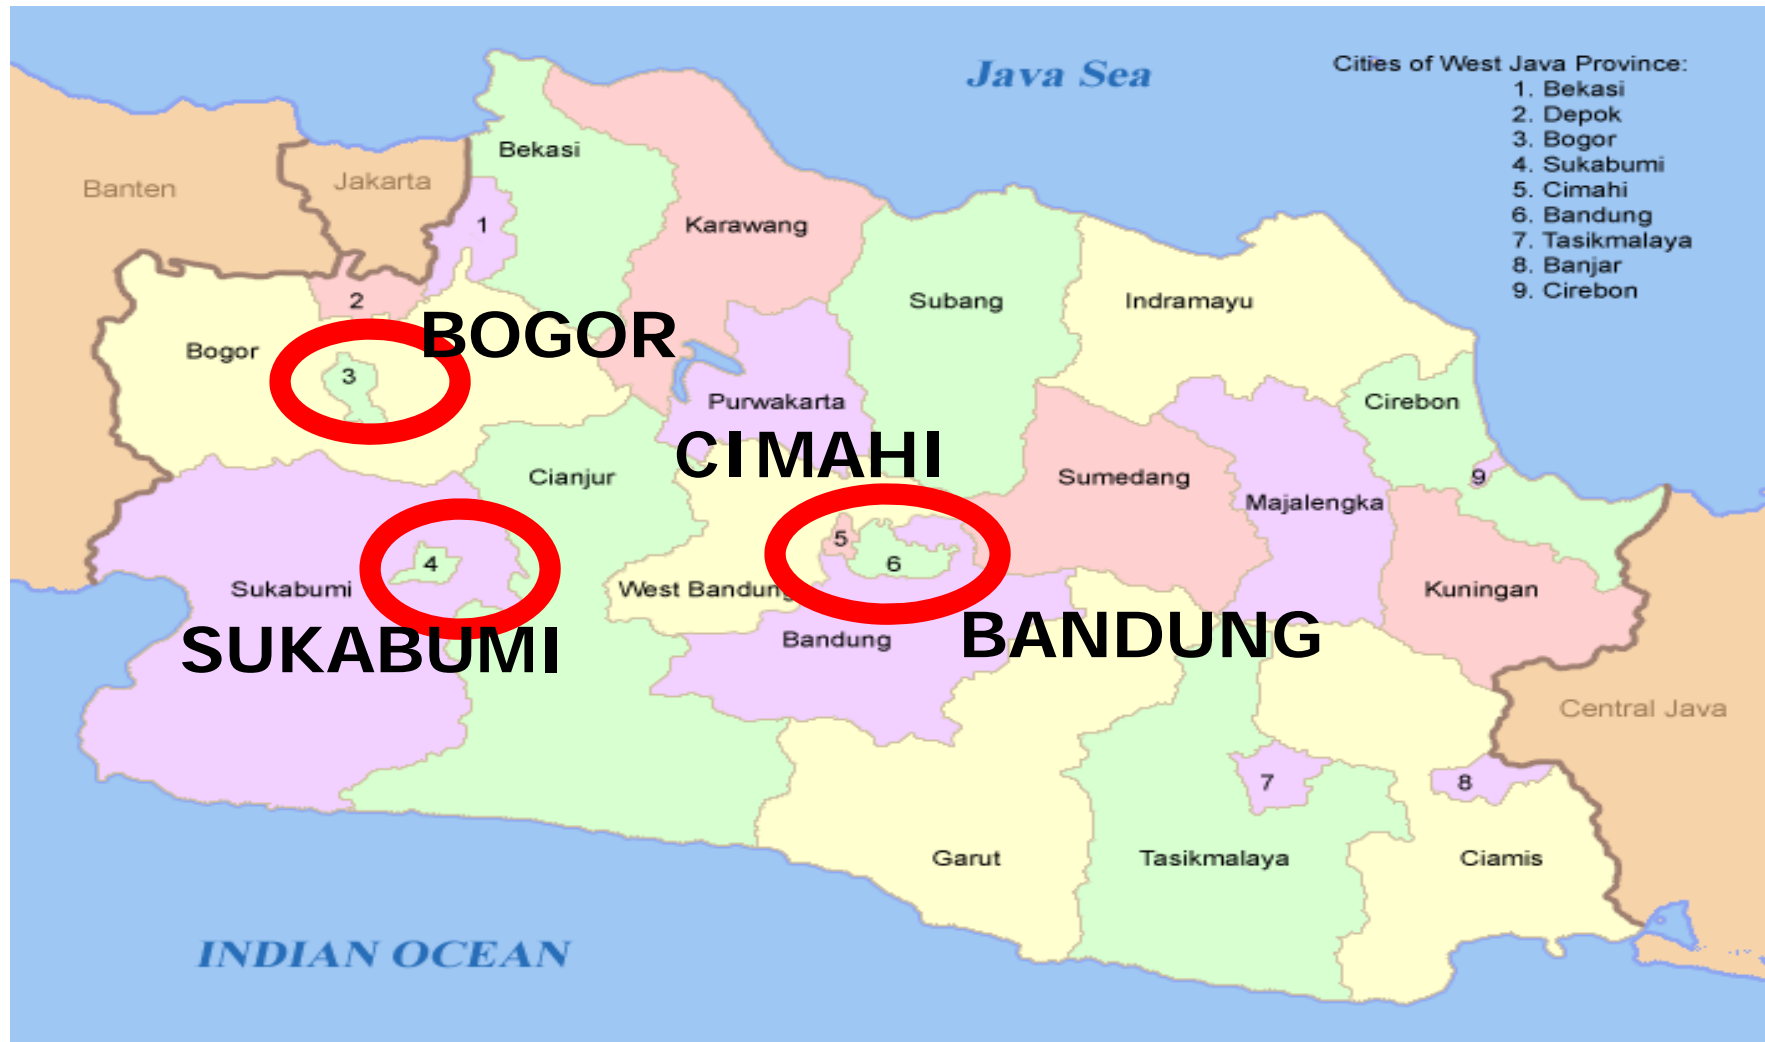 Java Sea
Cities of West Java Province:
1. Bekasi
2. Depok
3. Bogor
4. Sukabumi
5. Cimahi
6. Bandung
7. Tasikmalaya
8. Banjar
9. Cirebon
Bekasi
Banten
Jakarta
1
Karawang
2
Subang
Indramayu
BOGOR
Bogor
3
Purwakarta
Cirebon
CIMAHI
Cianjur
Sumedang
9
Majalengka
5
4
6
Sukabumi
West Bandung
Kuningan
SUKABUMI
Bandung
BANDUNG
Central Java
7
8
Garut
Tasikmalaya
Ciamis
INDIAN OCEAN